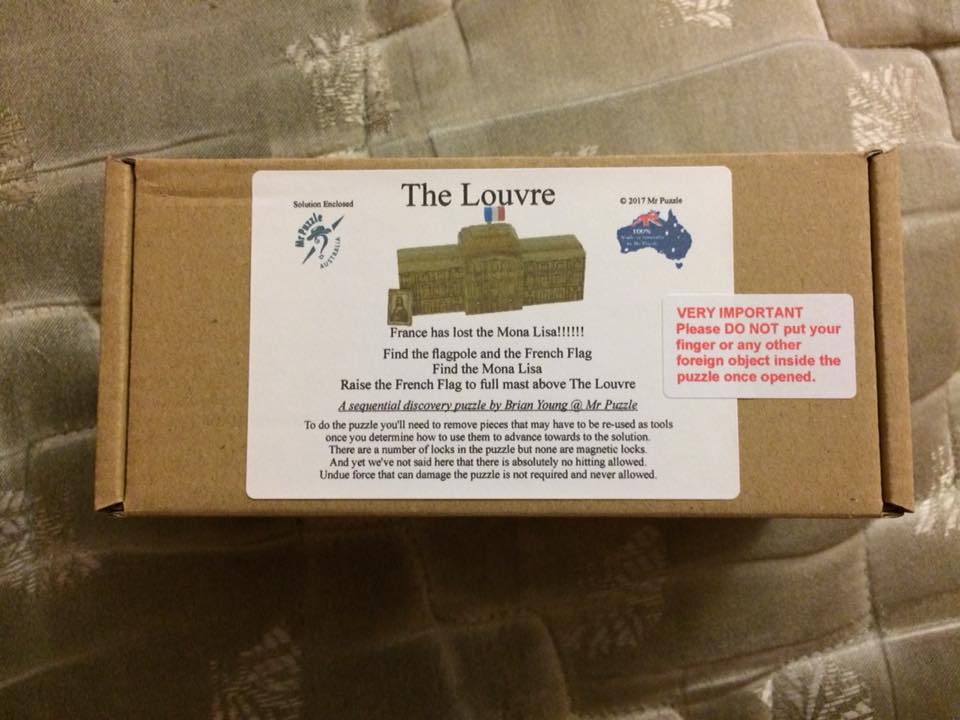 The Louvre
Solution Enclosed
Mr Puzzle
AUSTRALIA
© 2017 Mr Puzzle
100%
France has lost the Mona Lisa!!!!!!
Find the flagpole and the French Flag
Find the Mona Lisa
Raise the French Flag to full mast above The Louvre
A sequential discovery puzzle by Brian Young @ Mr Puzzle
To do the puzzle you'll need to remove pieces that may have to be re-used as tools
once you determine how to use them to advance towards to the solution.
There are a number of locks in the puzzle but none are magnetic locks.
And yet we've not said here that there is absolutely no hitting allowed.
Undue force that can damage the puzzle is not required and never allowed.
VERY IMPORTANT
Please DO NOT put your
finger or any other
foreign object inside the
puzzle once opened.